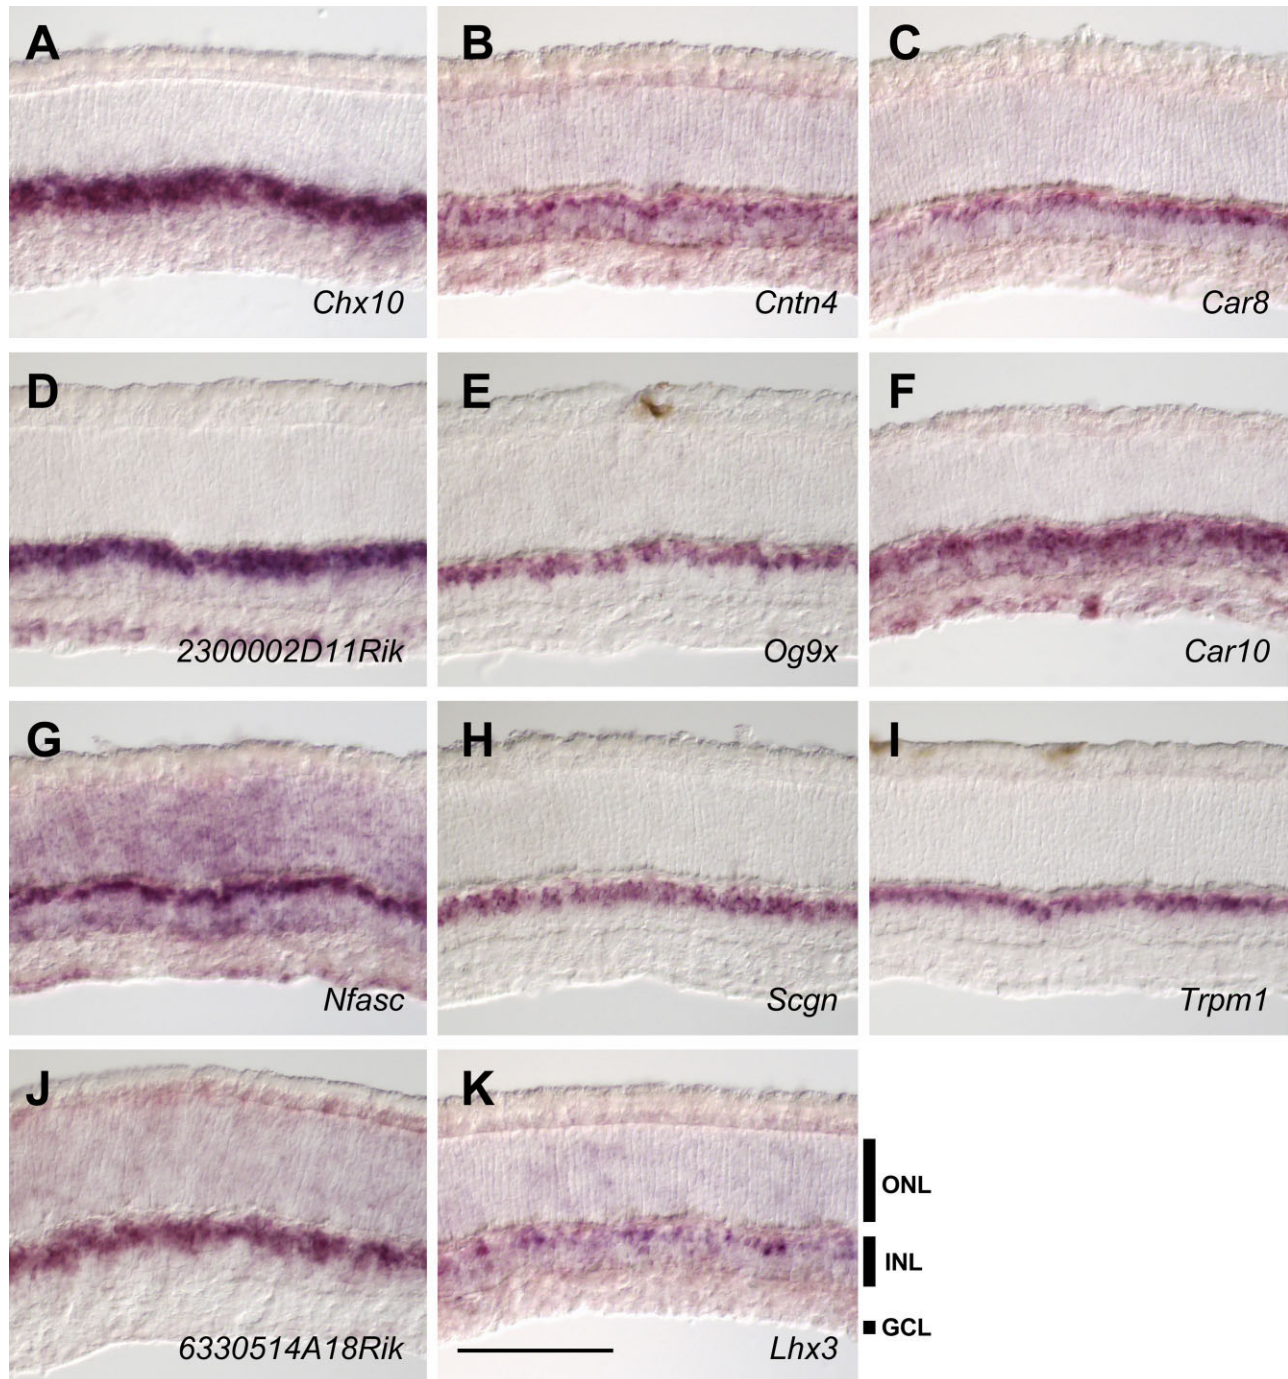 A
B
C
Chx10
Cntn4
Car8
D
E
F
2300002D11Rik
Og9x
Car10
G
H
I
Nfasc
Scgn
Trpm1
J
K
ONL
INL
GCL
6330514A18Rik
Lhx3